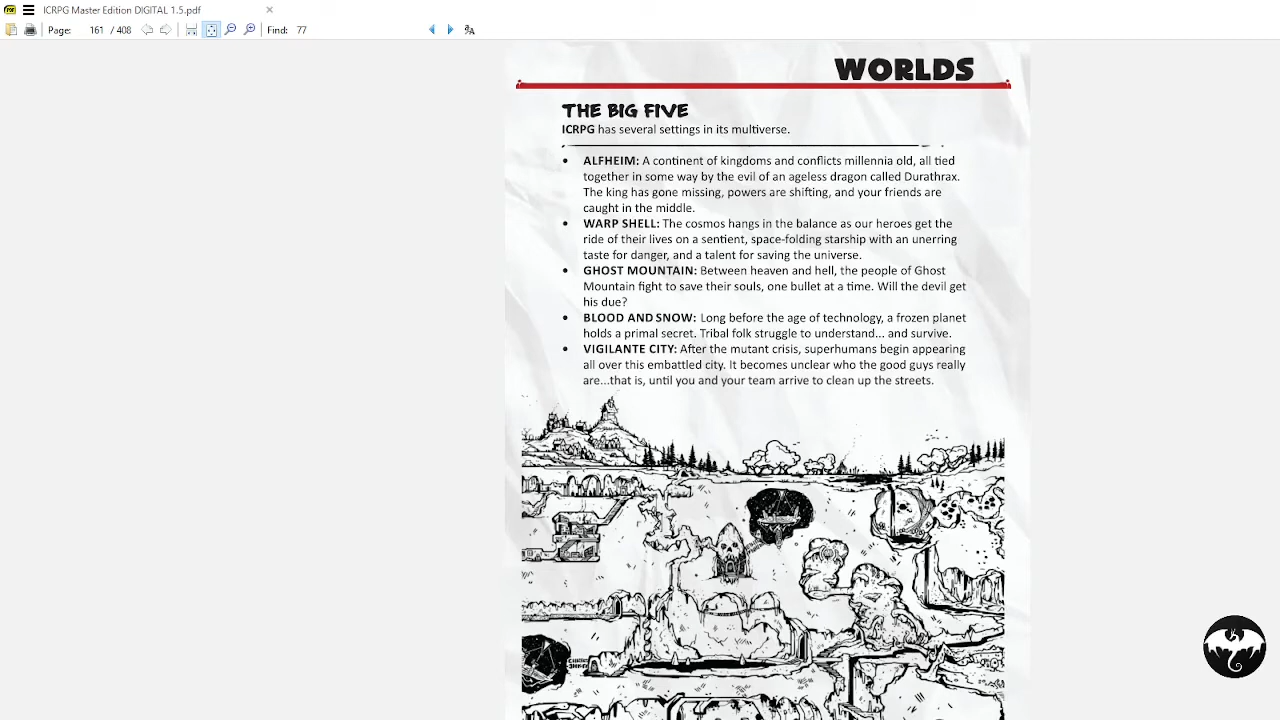 ICRPG Master Edition DIGITAL 1.5.pdf
Page: 161 / 408 Find: 77
WORLDS
THE BIG FIVE
ICRPG has several settings in its multiverse.
• ALFHEIM: A continent of kingdoms and conflicts millennia old, all tied
together in some way by the evil of an ageless dragon called Durathrax.
The king has gone missing, powers are shifting, and your friends are
caught in the middle.
• WARP SHELL: The cosmos hangs in the balance as our heroes get the
ride of their lives on a sentient, space-folding starship with an unerring
taste for danger, and a talent for saving the universe.
• GHOST MOUNTAIN: Between heaven and hell, the people of Ghost
Mountain fight to save their souls, one bullet at a time. Will the devil get
his due?
• BLOOD AND SNOW: Long before the age of technology, a frozen planet
holds a primal secret. Tribal folk struggle to understand... and survive.
• VIGILANTE CITY: After the mutant crisis, superhumans begin appearing
all over this embattled city. It becomes unclear who the good guys really
are...that is, until you and your team arrive to clean up the streets.